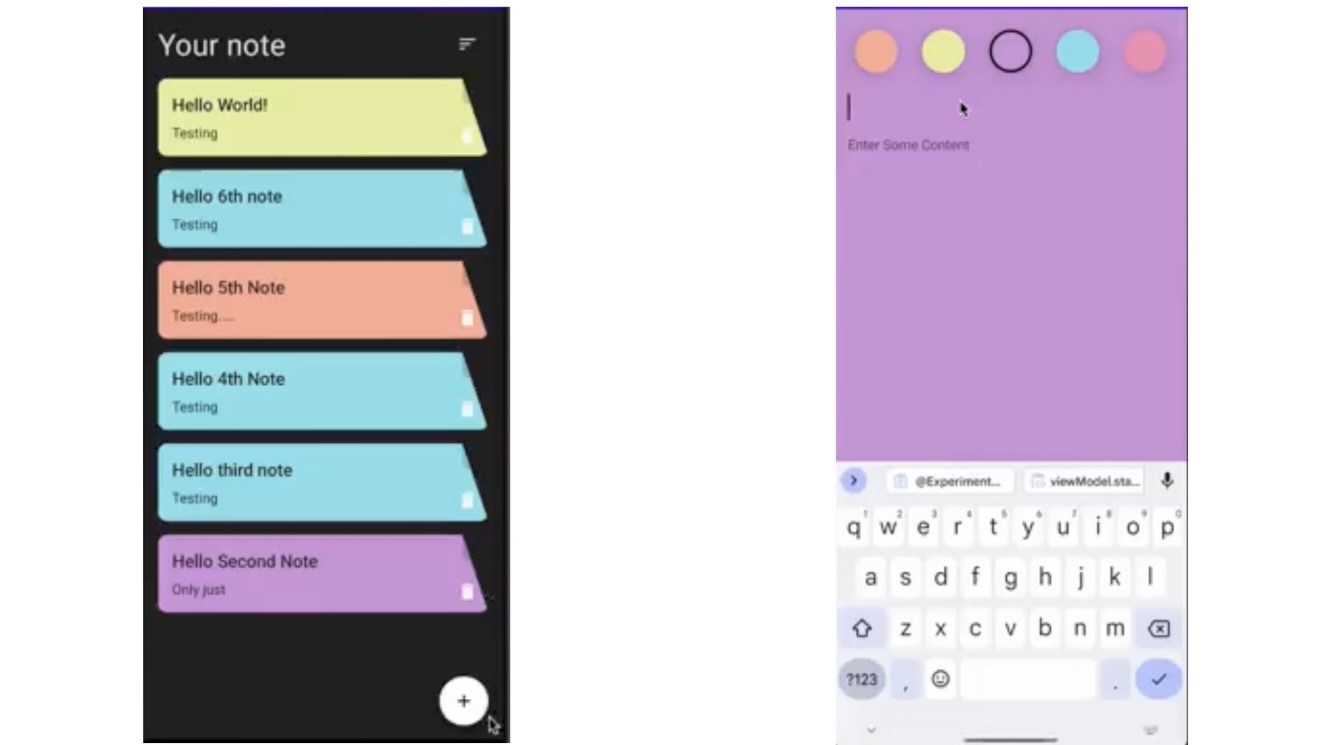 Your note
Hello World!
Testing
Hello 6th note
Testing
Hello 5th Note
Testing....
Hello 4th Note
Testing
Hello third note
Testing
Hello Second Note
Only just
+
Enter Some Content
@Experiment... viewModel.sta...
1 2 3 4 5 6 7 8 9 0
q w e r t y u i o p
a s d f g h j k l
z x c v b n m
?123 , .